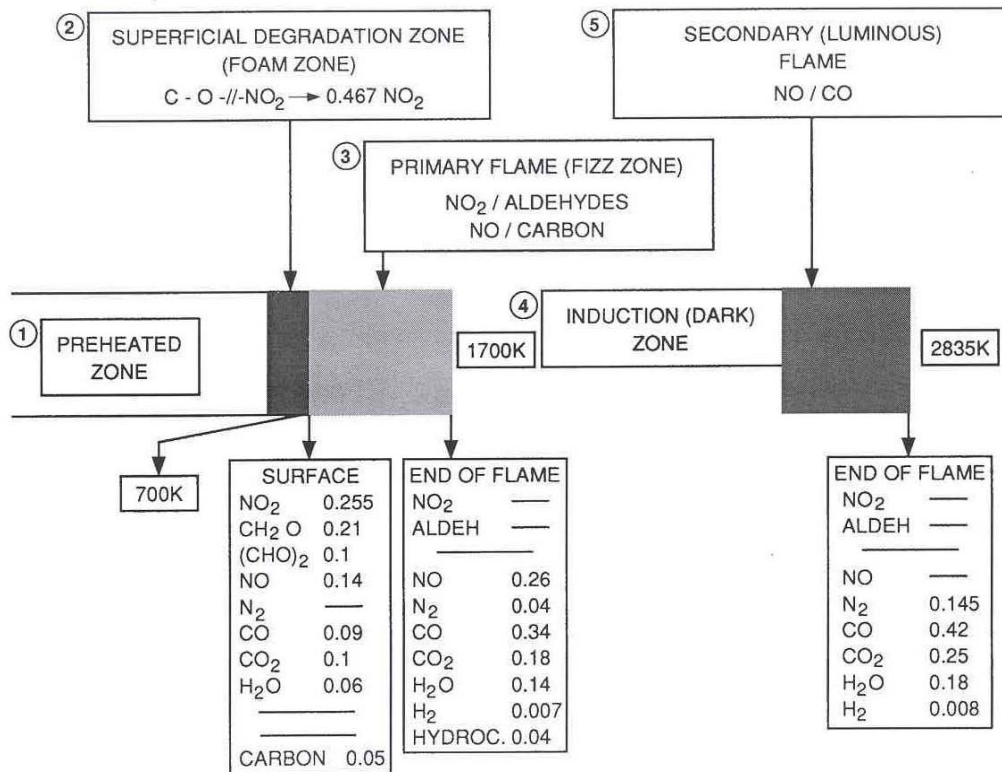 ②
SUPERFICIAL DEGRADATION ZONE
(FOAM ZONE)
C - O -//-NO₂ → 0.467 NO₂
⑤
SECONDARY (LUMINOUS)
FLAME
NO / CO
③
PRIMARY FLAME (FIZZ ZONE)
NO₂ / ALDEHYDES
NO / CARBON
①
PREHEATED
ZONE
1700K
④
INDUCTION (DARK)
ZONE
2835K
700K
SURFACE
NO₂ 0.255
CH₂ O 0.21
(CHO)₂ 0.1
NO 0.14
N₂ —
CO 0.09
CO₂ 0.1
H₂O 0.06
CARBON 0.05
END OF FLAME
NO₂ —
ALDEH —
NO 0.26
N₂ 0.04
CO 0.34
CO₂ 0.18
H₂O 0.14
H₂ 0.007
HYDROC. 0.04
END OF FLAME
NO₂ —
ALDEH —
NO —
N₂ 0.145
CO 0.42
CO₂ 0.25
H₂O 0.18
H₂ 0.008